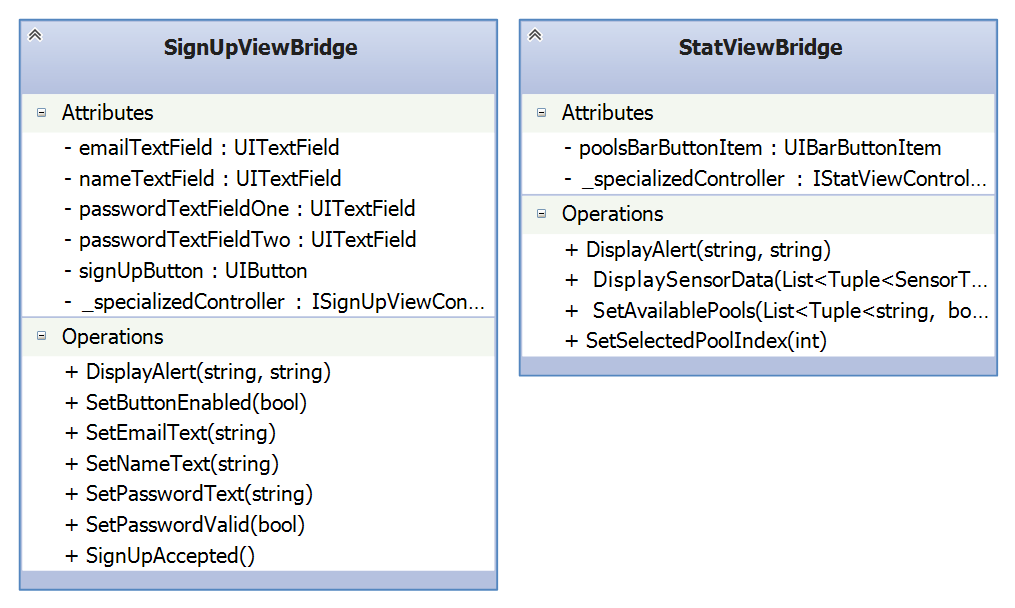 SignUpViewBridge
Attributes
- emailTextField : UITextField
- nameTextField : UITextField
- passwordTextFieldOne : UITextField
- passwordTextFieldTwo : UITextField
- signUpButton : UIButton
- _specializedController : ISignUpViewCon...
Operations
+ DisplayAlert(string, string)
+ SetButtonEnabled(bool)
+ SetEmailText(string)
+ SetNameText(string)
+ SetPasswordText(string)
+ SetPasswordValid(bool)
+ SignUpAccepted()
StatViewBridge
Attributes
- poolsBarButtonItem : UIBarButtonItem
- _specializedController : IStatViewControl...
Operations
+ DisplayAlert(string, string)
+ DisplaySensorData(List<Tuple<SensorT...
+ SetAvailablePools(List<Tuple<string, bo...
+ SetSelectedPoolIndex(int)